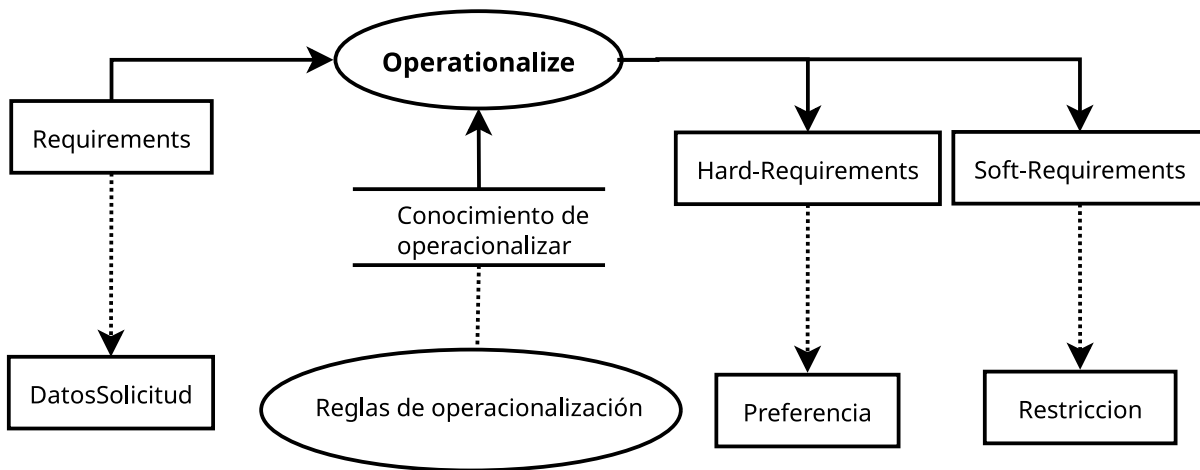 Operationalize
Requirements
Hard-Requirements
Soft-Requirements
Conocimiento de
operacionalizar
DatosSolicitud
Reglas de operacionalización
Preferencia
Restriccion